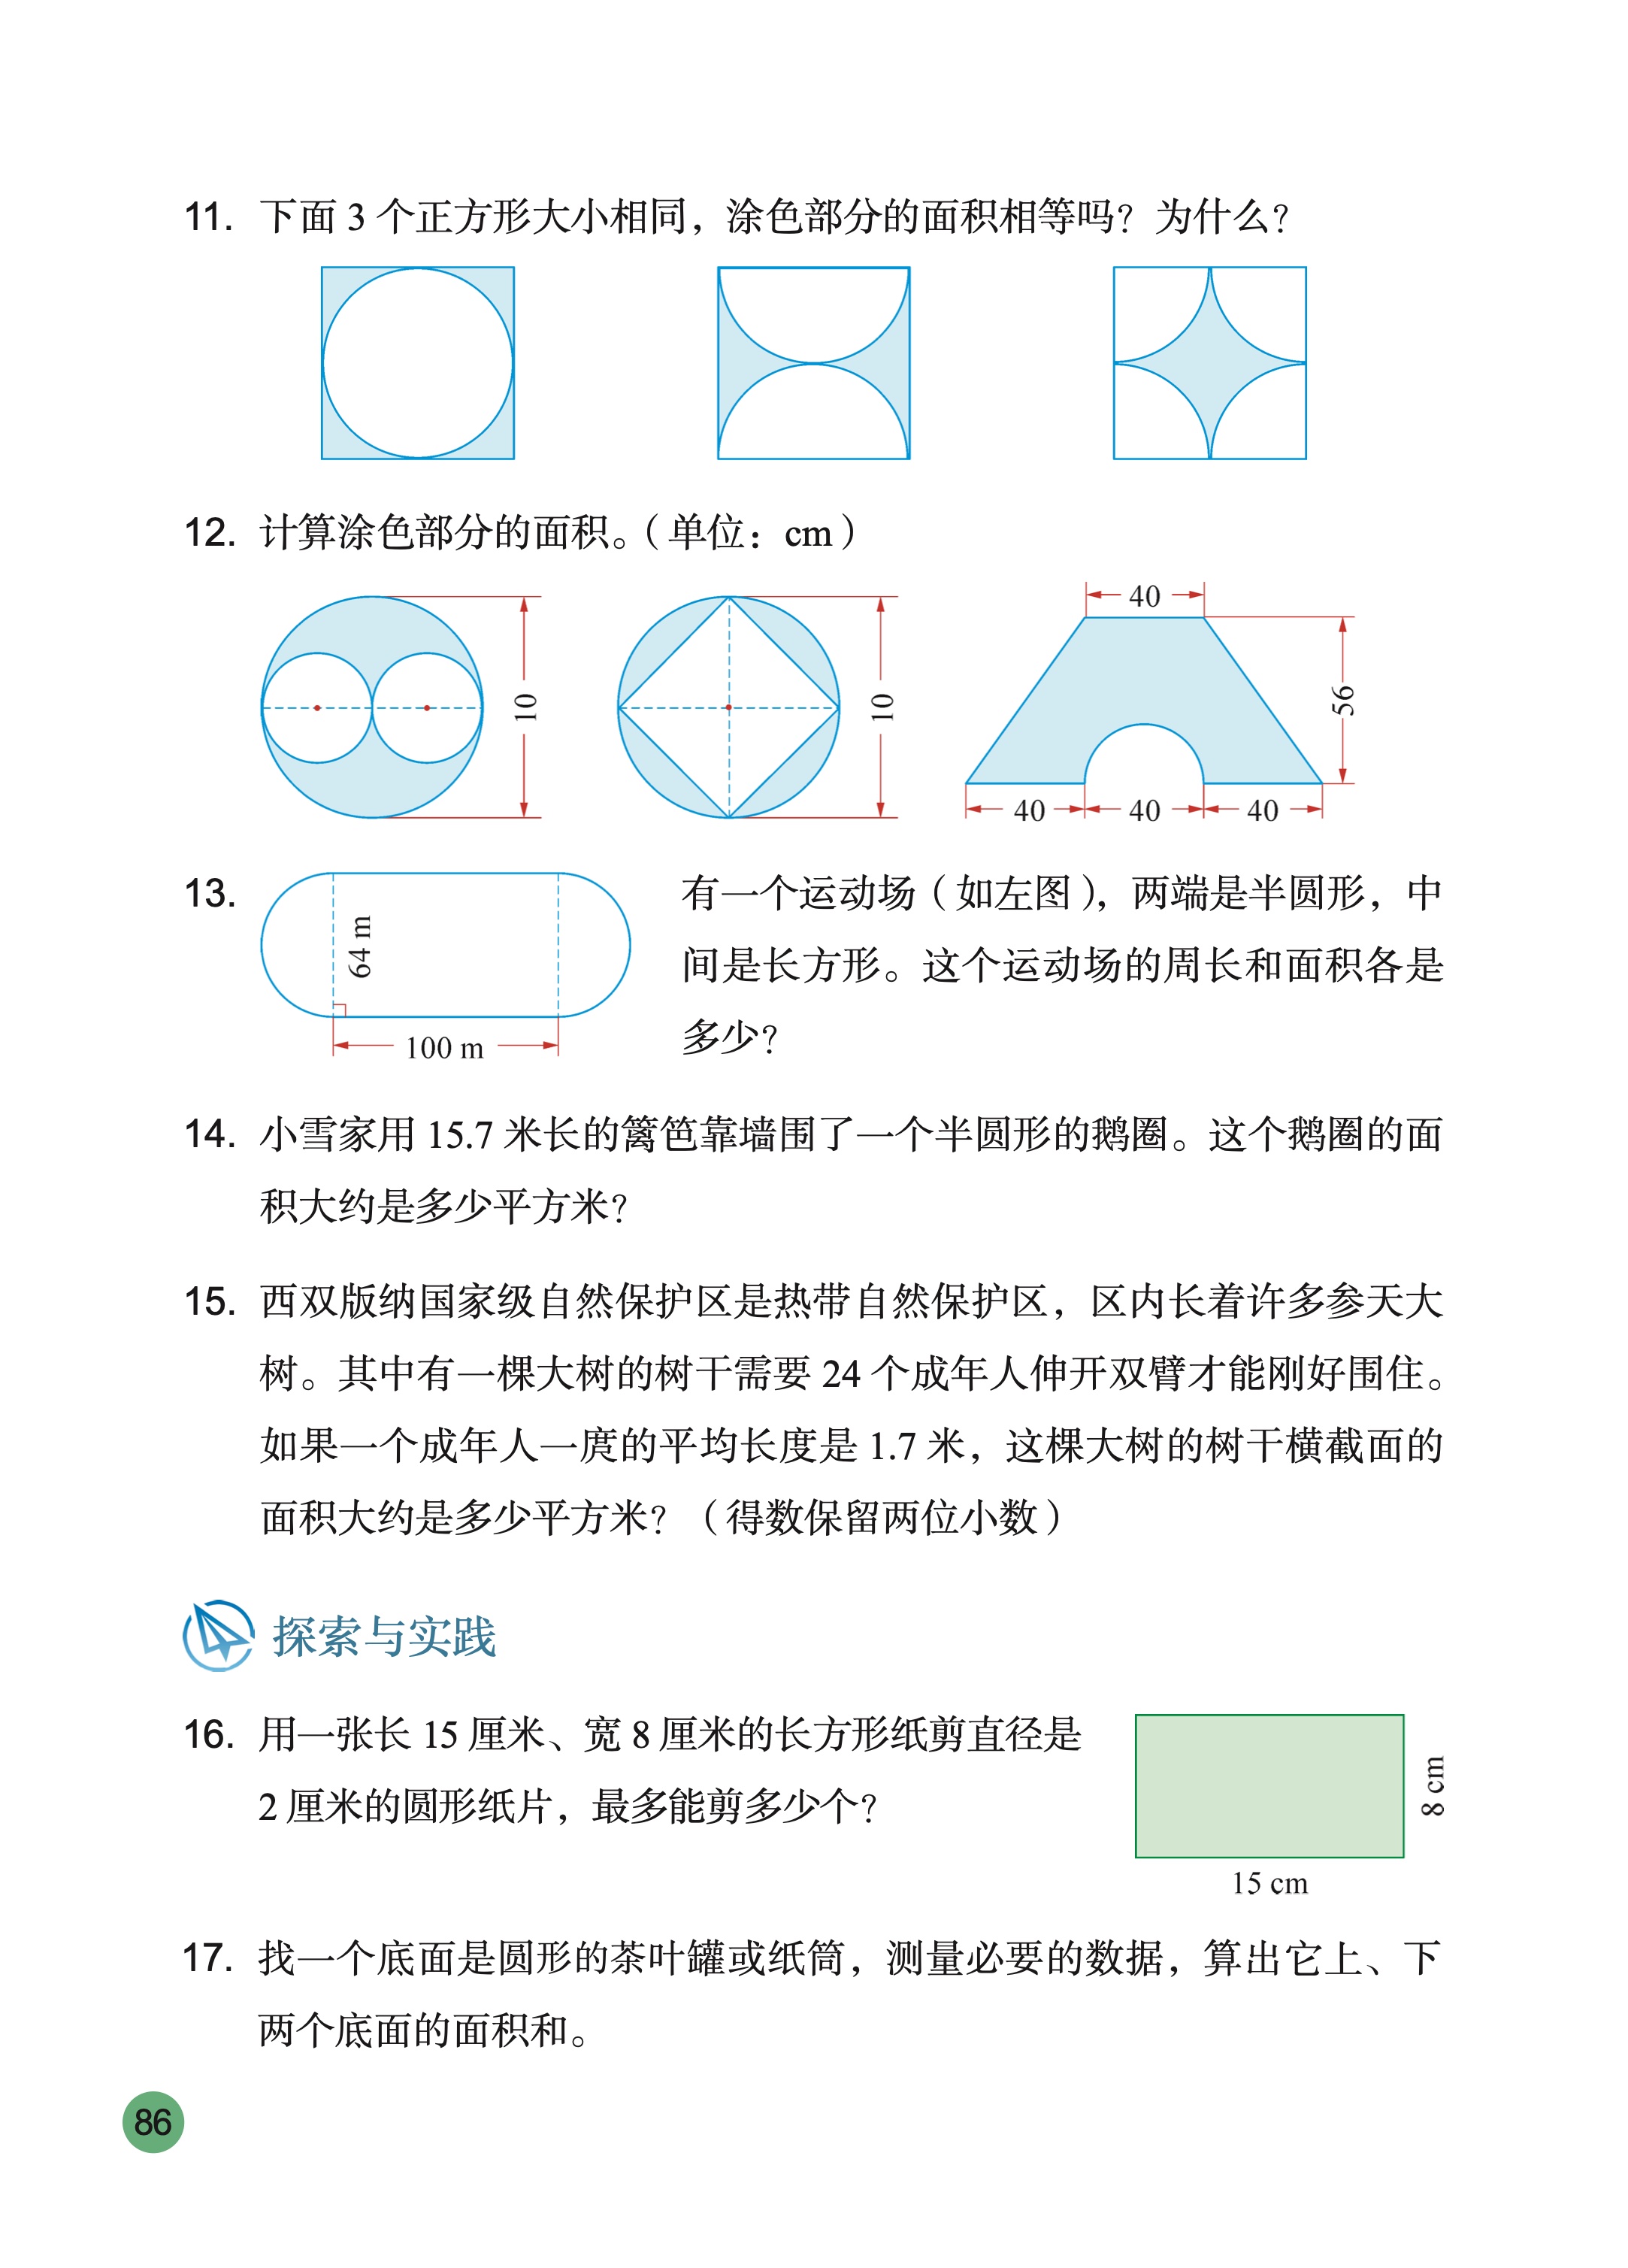 11. 下面 3 个正方形大小相同，涂色部分的面积相等吗？为什么？
12. 计算涂色部分的面积。（单位：cm）
10
10
40
56
40
40
40
13.
64 m
100 m
有一个运动场（如左图），两端是半圆形，中
间是长方形。这个运动场的周长和面积各是
多少？
14. 小雪家用 15.7 米长的篱笆靠墙围了一个半圆形的鹅圈。这个鹅圈的面
积大约是多少平方米？
15. 西双版纳国家级自然保护区是热带自然保护区，区内长着许多参天大
树。其中有一棵大树的树干需要 24 个成年人伸开双臂才能刚好围住。
如果一个成年人一庹的平均长度是 1.7 米，这棵大树的树干横截面的
面积大约是多少平方米？（得数保留两位小数）
探索与实践
16. 用一张长 15 厘米、宽 8 厘米的长方形纸剪直径是
2 厘米的圆形纸片，最多能剪多少个？
8 cm
15 cm
17. 找一个底面是圆形的茶叶罐或纸筒，测量必要的数据，算出它上、下
两个底面的面积和。
86